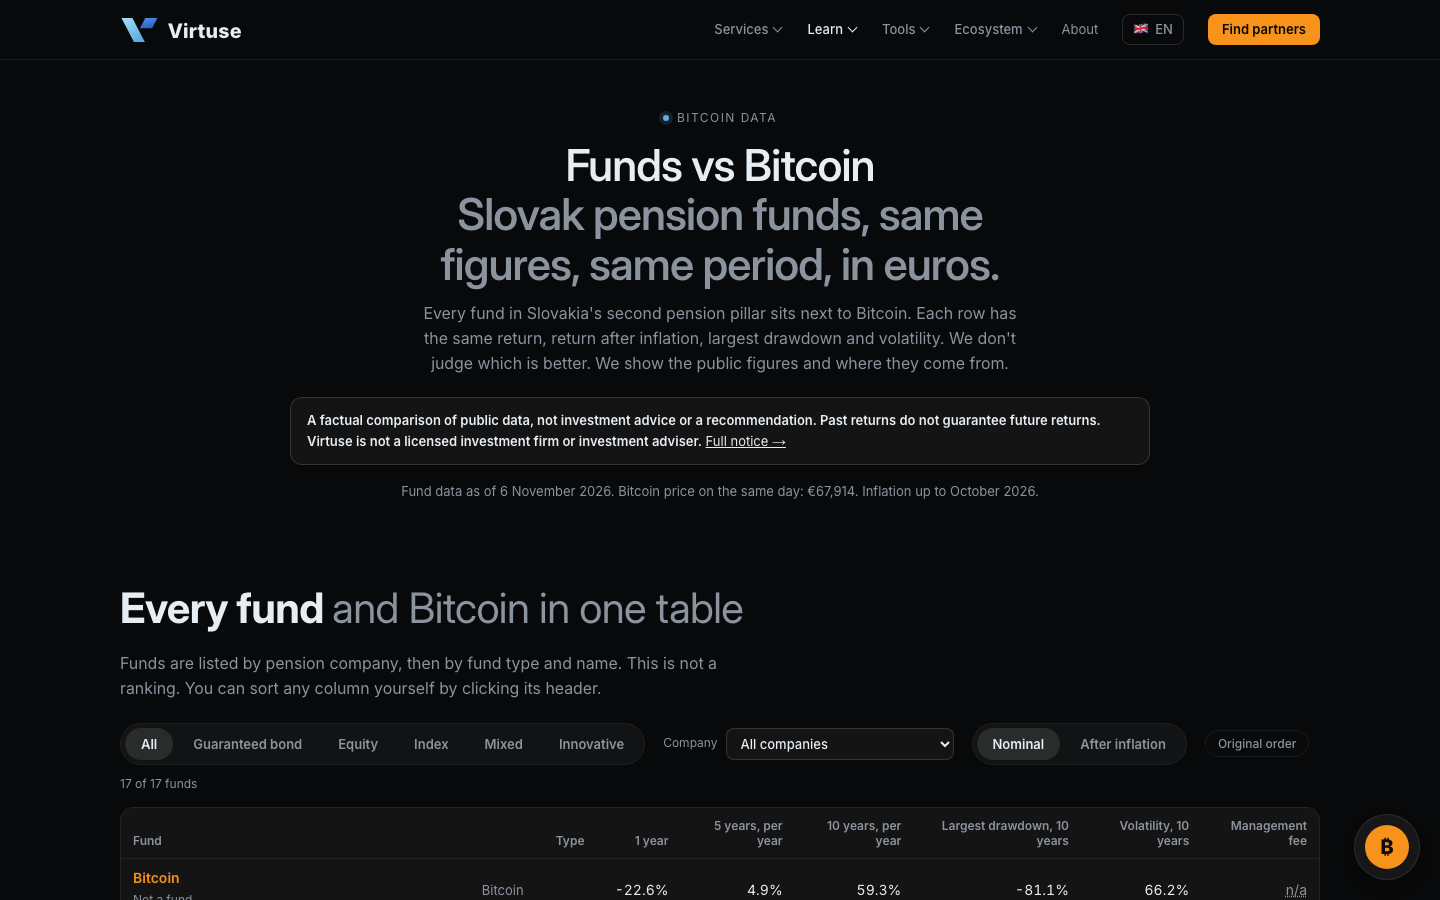 Virtuse
Services
Learn
Tools
Ecosystem
About
EN
Find partners
BITCOIN DATA
Funds vs Bitcoin
Slovak pension funds, same
figures, same period, in euros.
Every fund in Slovakia's second pension pillar sits next to Bitcoin. Each row has
the same return, return after inflation, largest drawdown and volatility. We don't
judge which is better. We show the public figures and where they come from.
A factual comparison of public data, not investment advice or a recommendation. Past returns do not guarantee future returns.
Virtuse is not a licensed investment firm or investment adviser. Full notice →
Fund data as of 6 November 2026. Bitcoin price on the same day: €67,914. Inflation up to October 2026.
Every fund and Bitcoin in one table
Funds are listed by pension company, then by fund type and name. This is not a
ranking. You can sort any column yourself by clicking its header.
All
Guaranteed bond
Equity
Index
Mixed
Innovative
Company
All companies
Nominal
After inflation
Original order
17 of 17 funds
Fund
Type
1 year
5 years, per
year
10 years, per
year
Largest drawdown, 10
years
Volatility, 10
years
Management
fee
Bitcoin
Not a fund
Bitcoin
-22.6%
4.9%
59.3%
-81.1%
66.2%
n/a